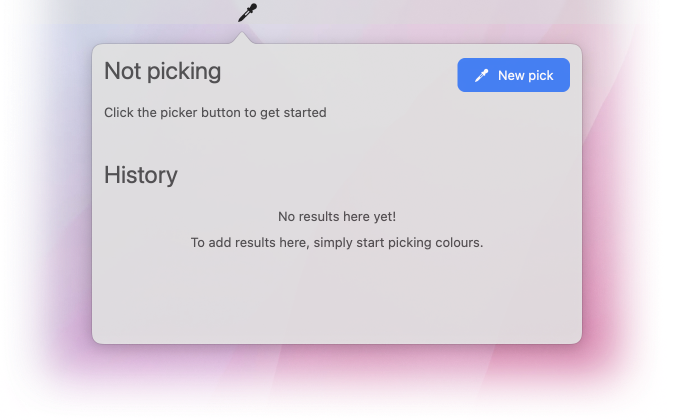 Not picking
New pick
Click the picker button to get started
History
No results here yet!
To add results here, simply start picking colours.